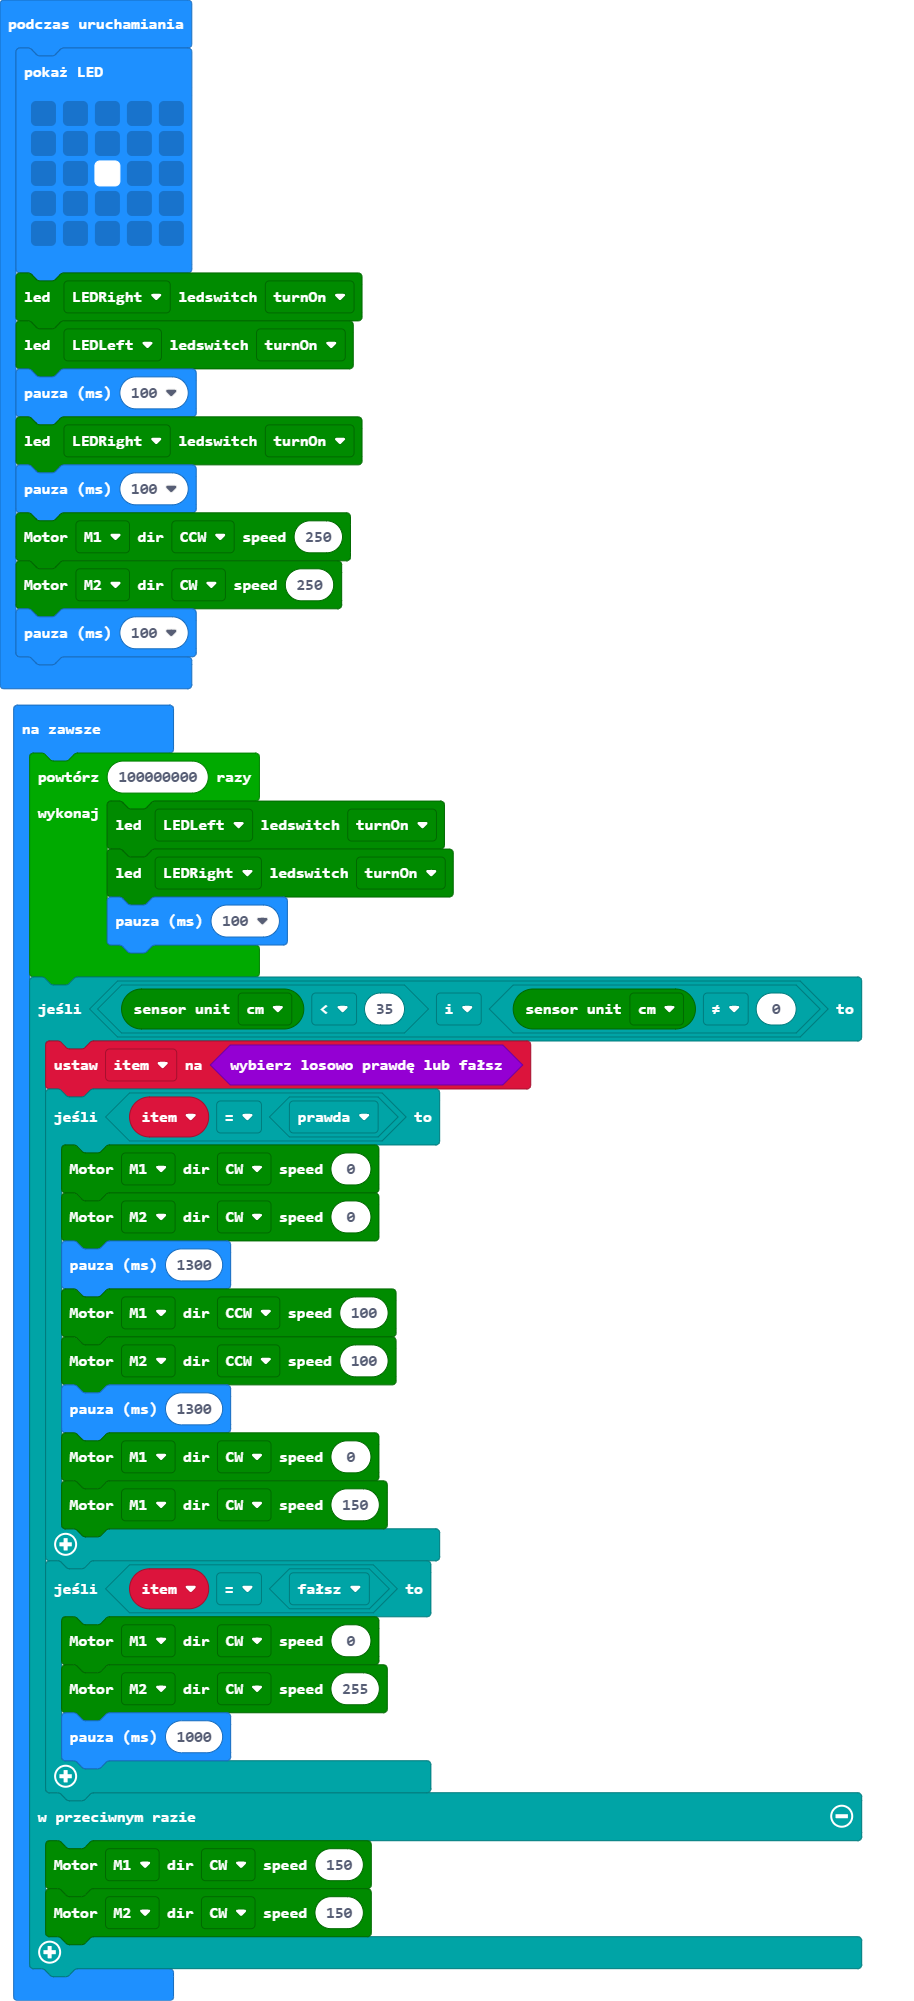 podczas uruchamiania
pokaż LED
led LEDRight ledswitch turnOn
led LEDLeft ledswitch turnOn
pauza (ms) 100
led LEDRight ledswitch turnOn
pauza (ms) 100
Motor M1 dir CCW speed 250
Motor M2 dir CW speed 250
pauza (ms) 100
na zawsze
powtórz 100000000 razy
wykonaj
led LEDLeft ledswitch turnOn
led LEDRight ledswitch turnOn
pauza (ms) 100
jeśli sensor unit cm < 35 i sensor unit cm ≠ 0 to
ustaw item na wybierz losowo prawdę lub fałsz
jeśli item = prawda to
Motor M1 dir CW speed 0
Motor M2 dir CW speed 0
pauza (ms) 1300
Motor M1 dir CCW speed 100
Motor M2 dir CCW speed 100
pauza (ms) 1300
Motor M1 dir CW speed 0
Motor M1 dir CW speed 150
jeśli item = fałsz to
Motor M1 dir CW speed 0
Motor M2 dir CW speed 255
pauza (ms) 1000
w przeciwnym razie
Motor M1 dir CW speed 150
Motor M2 dir CW speed 150